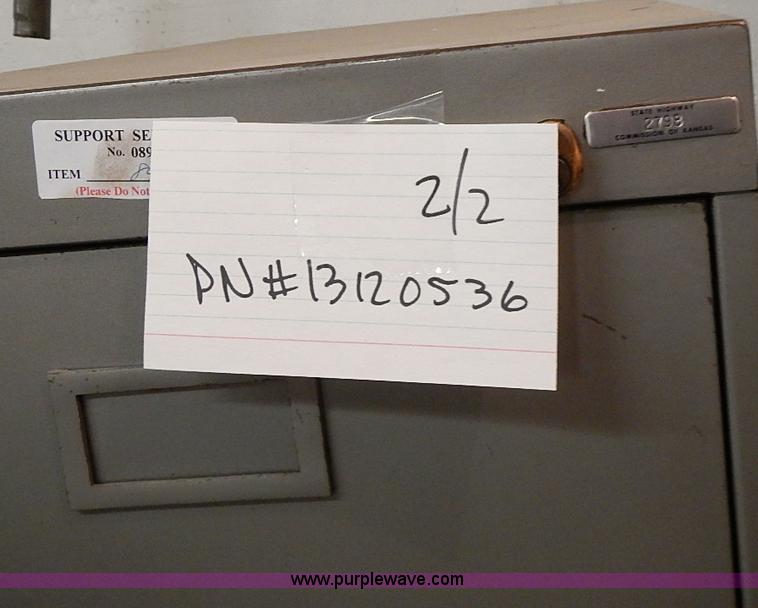 SUPPORT SE
No. 089
ITEM
(Please Do Not
2/2
PN#13120536
STATE HIGHWAY
2793
COMMISSION OF KANSAS
www.purplewave.com